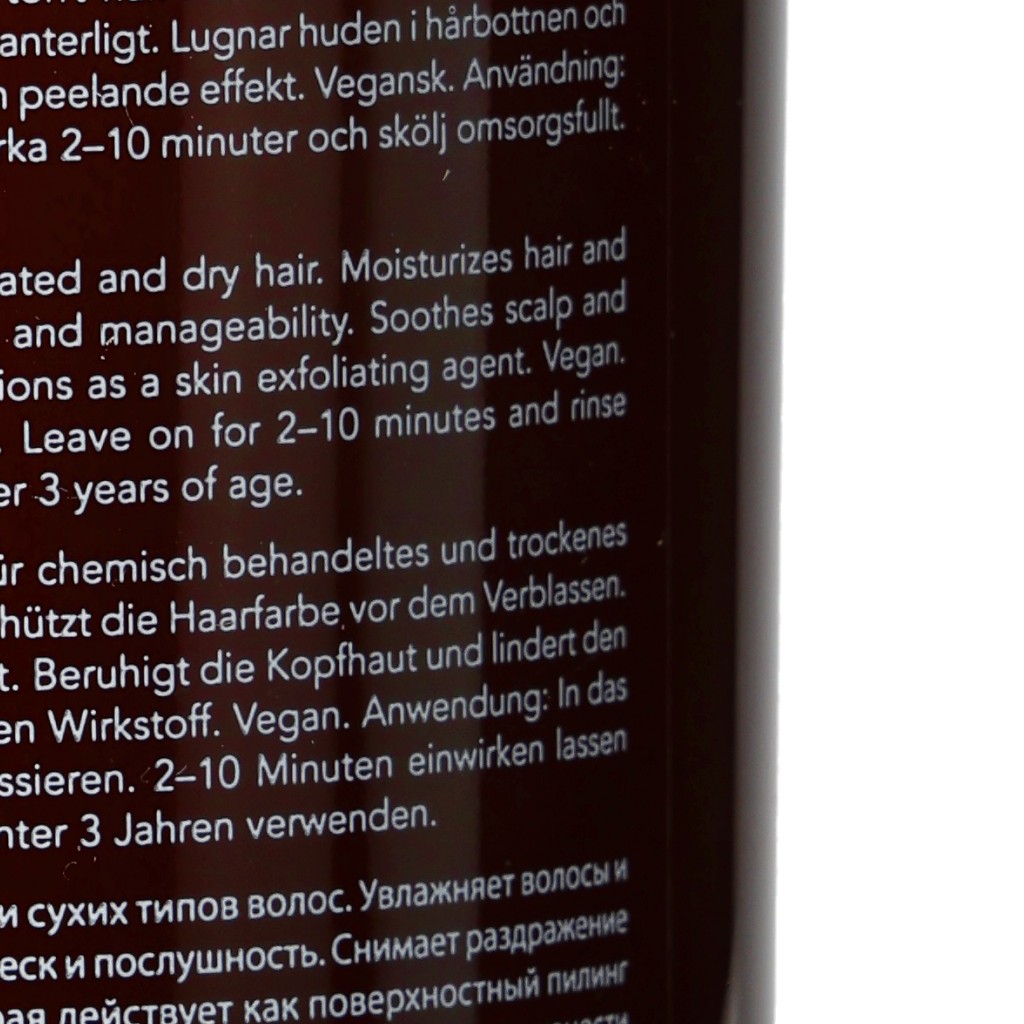 anterligt. Lugnar huden i hårbottnen och
peelande effekt. Vegansk. Användning:
rka 2–10 minuter och skölj omsorgsfullt.
ated and dry hair. Moisturizes hair and
and manageability. Soothes scalp and
ions as a skin exfoliating agent. Vegan.
. Leave on for 2–10 minutes and rinse
er 3 years of age.
ür chemisch behandeltes und trockenes
hützt die Haarfarbe vor dem Verblassen.
t. Beruhigt die Kopfhaut und lindert den
en Wirkstoff. Vegan. Anwendung: In das
ssieren. 2–10 Minuten einwirken lassen
nter 3 Jahren verwenden.
и сухих типов волос. Увлажняет волосы и
еск и послушность. Снимает раздражение
рая действует как поверхностный пилинг